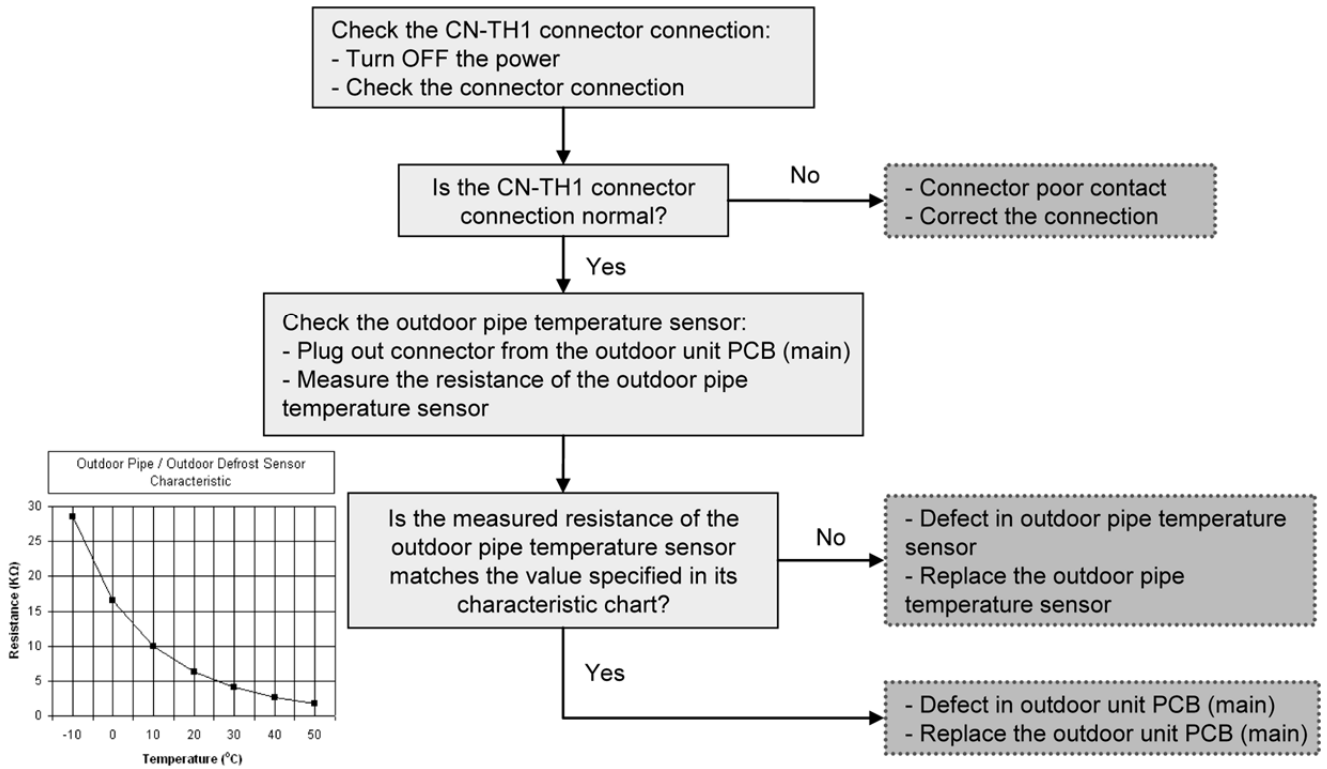 Check the CN-TH1 connector connection:
- Turn OFF the power
- Check the connector connection
Is the CN-TH1 connector
connection normal?
No
- Connector poor contact
- Correct the connection
Yes
Check the outdoor pipe temperature sensor:
- Plug out connector from the outdoor unit PCB (main)
- Measure the resistance of the outdoor pipe
temperature sensor
Outdoor Pipe / Outdoor Defrost Sensor
Characteristic
30
25
20
15
10
5
0
Resistance (KΩ)
-10 0 10 20 30 40 50
Temperature (°C)
Is the measured resistance of the
outdoor pipe temperature sensor
matches the value specified in its
characteristic chart?
No
- Defect in outdoor pipe temperature
sensor
- Replace the outdoor pipe
temperature sensor
Yes
- Defect in outdoor unit PCB (main)
- Replace the outdoor unit PCB (main)